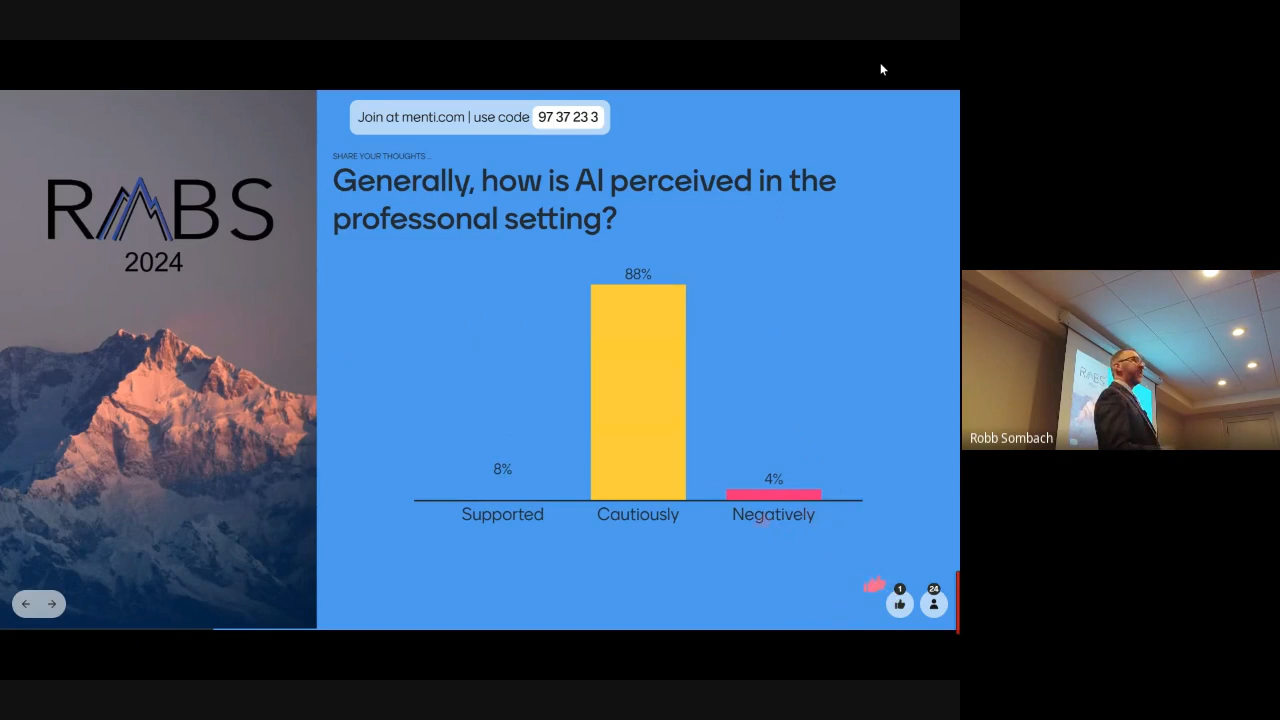 RMBS
2024
Join at menti.com | use code 97 37 23 3
SHARE YOUR THOUGHTS ...
Generally, how is AI perceived in the
professonal setting?
88%
8%
4%
Supported
Cautiously
Negatively
1
24
Robb Sombach